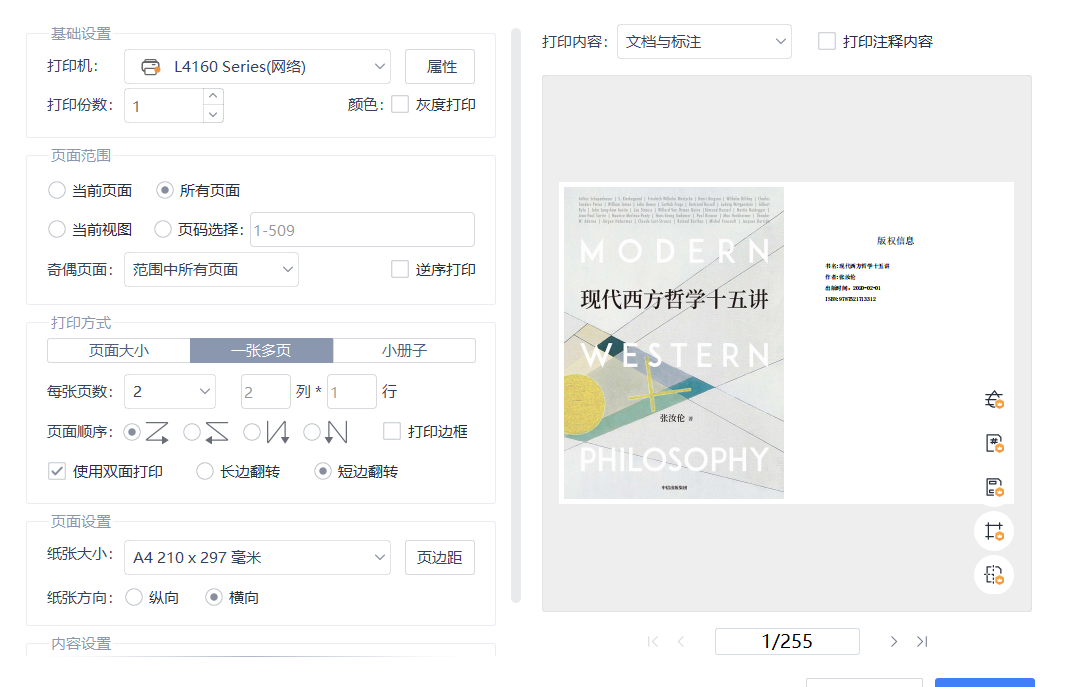 基础设置
打印机：
L4160 Series(网络)
属性
打印份数：
1
颜色：
灰度打印
页面范围
当前页面
所有页面
当前视图
页码选择：
1-509
奇偶页面：
范围中所有页面
逆序打印
打印方式
页面大小
一张多页
小册子
每张页数：
2
2
列 *
1
行
页面顺序：
打印边框
使用双面打印
长边翻转
短边翻转
页面设置
纸张大小：
A4 210 x 297 毫米
页边距
纸张方向：
纵向
横向
内容设置
打印内容：
文档与标注
打印注释内容
MODERN
现代西方哲学十五讲
WESTERN
张汝伦 著
PHILOSOPHY
中信出版集团
版权信息
书名:现代西方哲学十五讲
作者:张汝伦
出版时间：2020-02-01
ISBN:9787521713312
1/255